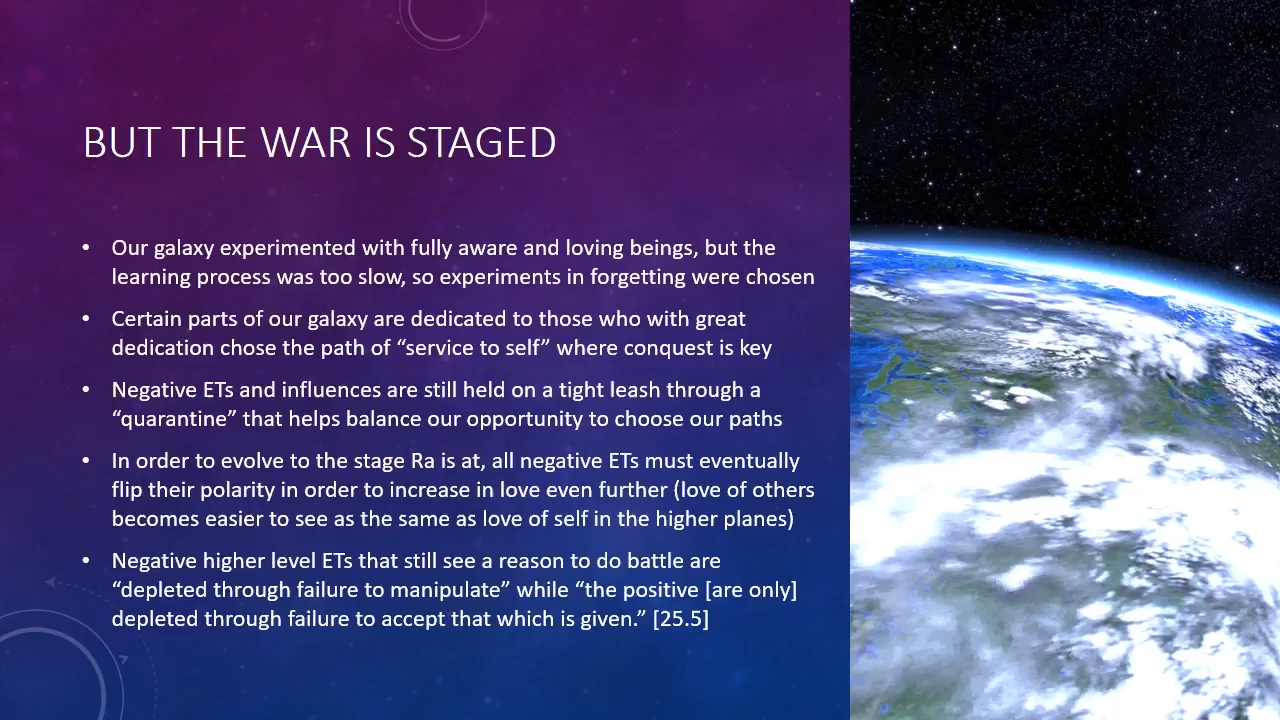 BUT THE WAR IS STAGED
• Our galaxy experimented with fully aware and loving beings, but the
learning process was too slow, so experiments in forgetting were chosen
• Certain parts of our galaxy are dedicated to those who with great
dedication chose the path of “service to self” where conquest is key
• Negative ETs and influences are still held on a tight leash through a
“quarantine” that helps balance our opportunity to choose our paths
• In order to evolve to the stage Ra is at, all negative ETs must eventually
flip their polarity in order to increase in love even further (love of others
becomes easier to see as the same as love of self in the higher planes)
• Negative higher level ETs that still see a reason to do battle are
“depleted through failure to manipulate” while “the positive [are only]
depleted through failure to accept that which is given.” [25.5]